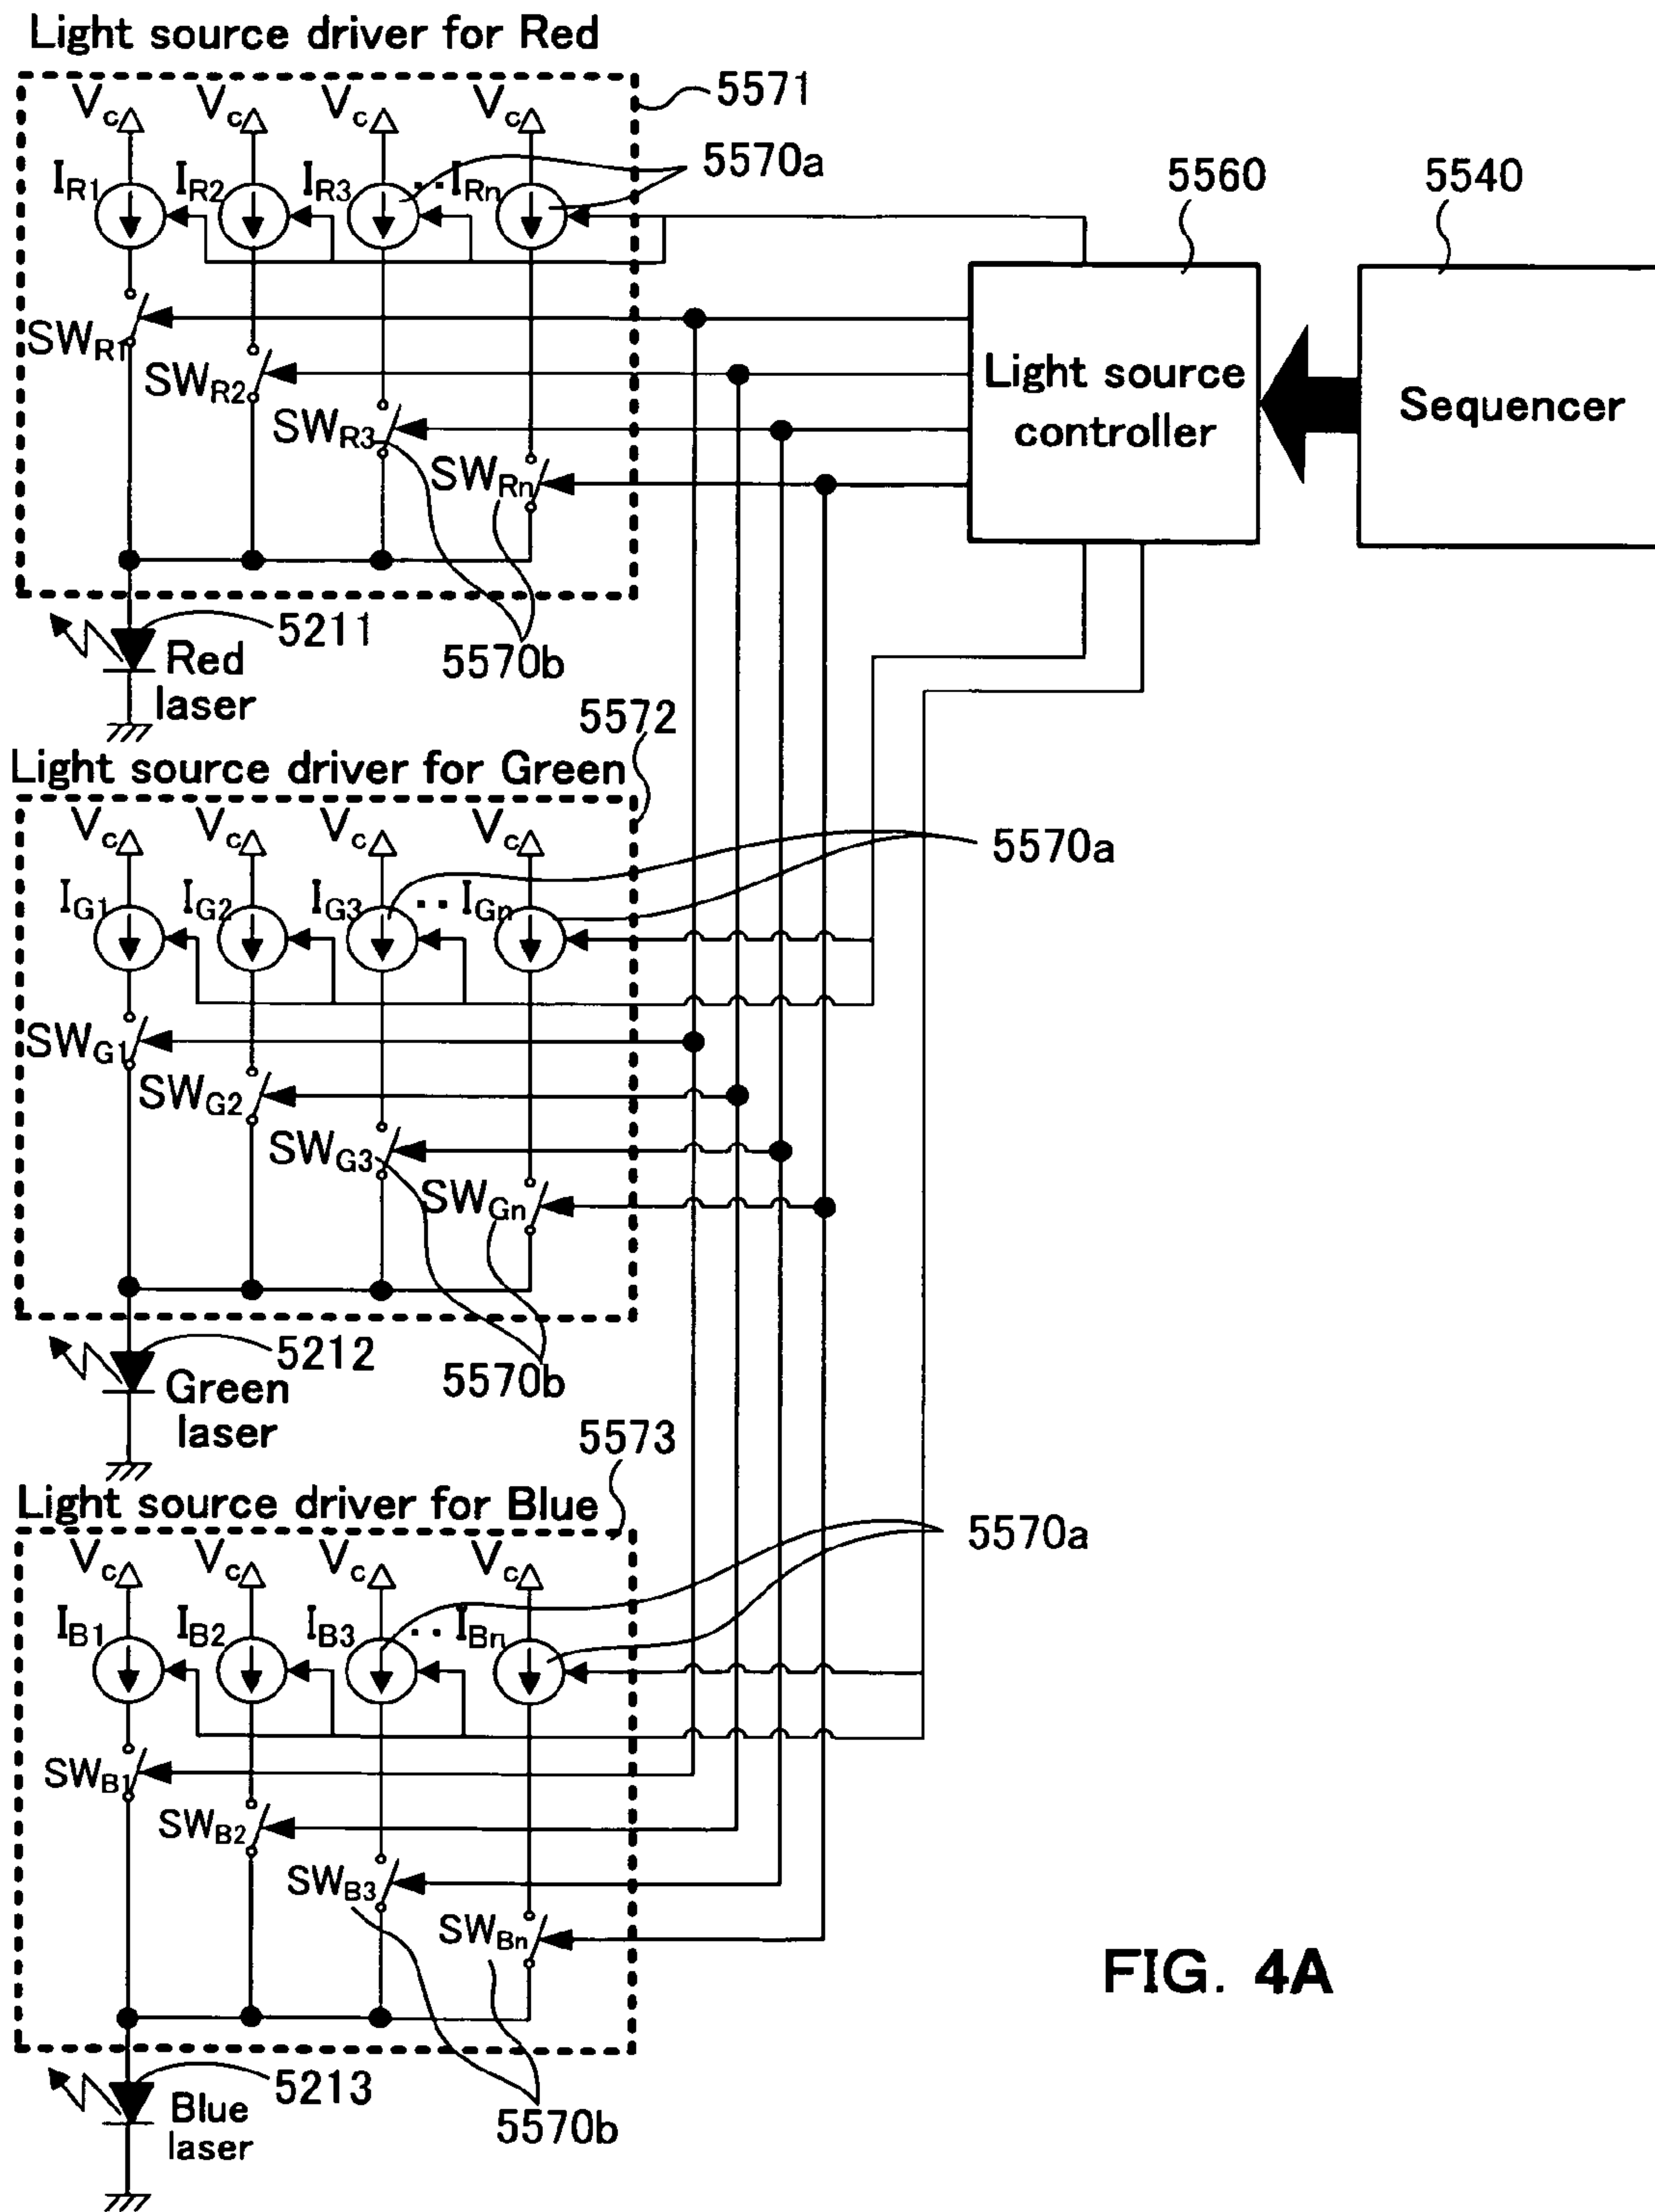 Light source driver for Red
5571
Vc Vc Vc Vc
5570a
IR1 IR2 IR3 ‥IRn
5560
5540
SWR1
SWR2
SWR3
SWRn
Light source
controller
Sequencer
5211
5570b
Red
laser
5572
Light source driver for Green
Vc Vc Vc Vc
5570a
IG1 IG2 IG3 ‥IGn
SWG1
SWG2
SWG3
SWGn
5212
5570b
Green
laser
5573
Light source driver for Blue
Vc Vc Vc Vc
5570a
IB1 IB2 IB3 ‥IBn
SWB1
SWB2
SWB3
SWBn
FIG. 4A
5213
5570b
Blue
laser